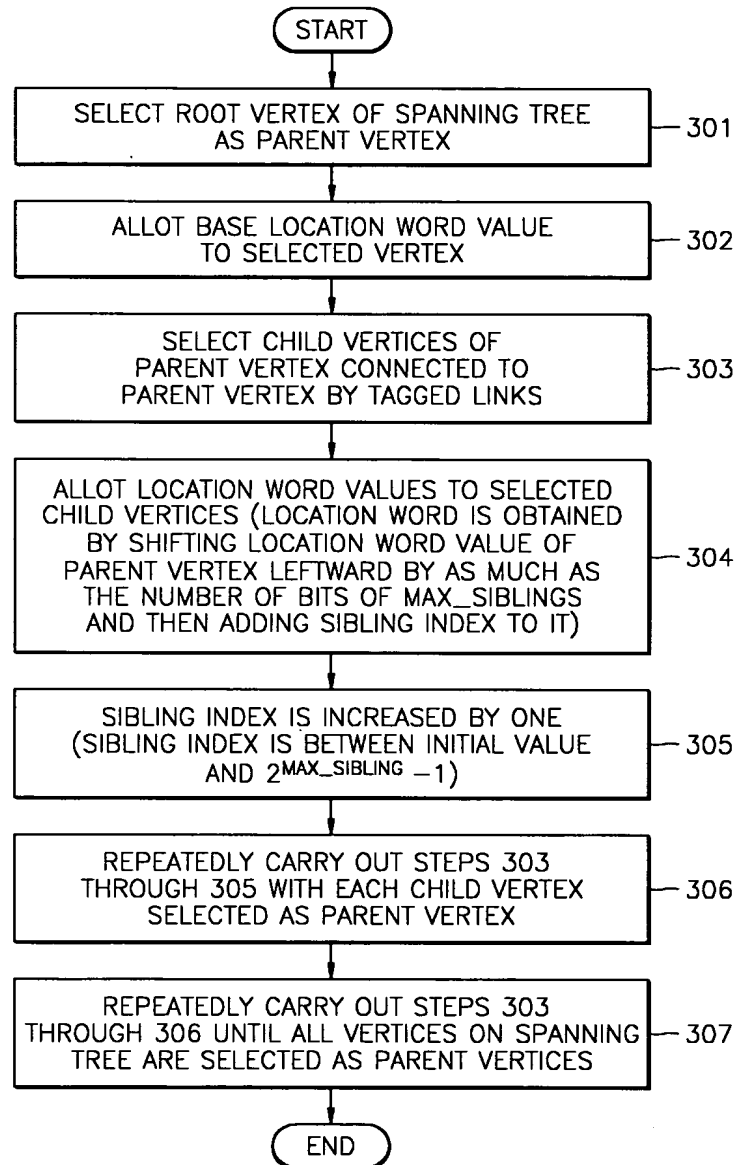 START
SELECT ROOT VERTEX OF SPANNING TREE
AS PARENT VERTEX
301
ALLOT BASE LOCATION WORD VALUE
TO SELECTED VERTEX
302
SELECT CHILD VERTICES OF
PARENT VERTEX CONNECTED TO
PARENT VERTEX BY TAGGED LINKS
303
ALLOT LOCATION WORD VALUES TO SELECTED
CHILD VERTICES (LOCATION WORD IS OBTAINED
BY SHIFTING LOCATION WORD VALUE OF
PARENT VERTEX LEFTWARD BY AS MUCH AS
THE NUMBER OF BITS OF MAX_SIBLINGS
AND THEN ADDING SIBLING INDEX TO IT)
304
SIBLING INDEX IS INCREASED BY ONE
(SIBLING INDEX IS BETWEEN INITIAL VALUE
AND 2^MAX_SIBLING -1)
305
REPEATEDLY CARRY OUT STEPS 303
THROUGH 305 WITH EACH CHILD VERTEX
SELECTED AS PARENT VERTEX
306
REPEATEDLY CARRY OUT STEPS 303
THROUGH 306 UNTIL ALL VERTICES ON SPANNING
TREE ARE SELECTED AS PARENT VERTICES
307
END